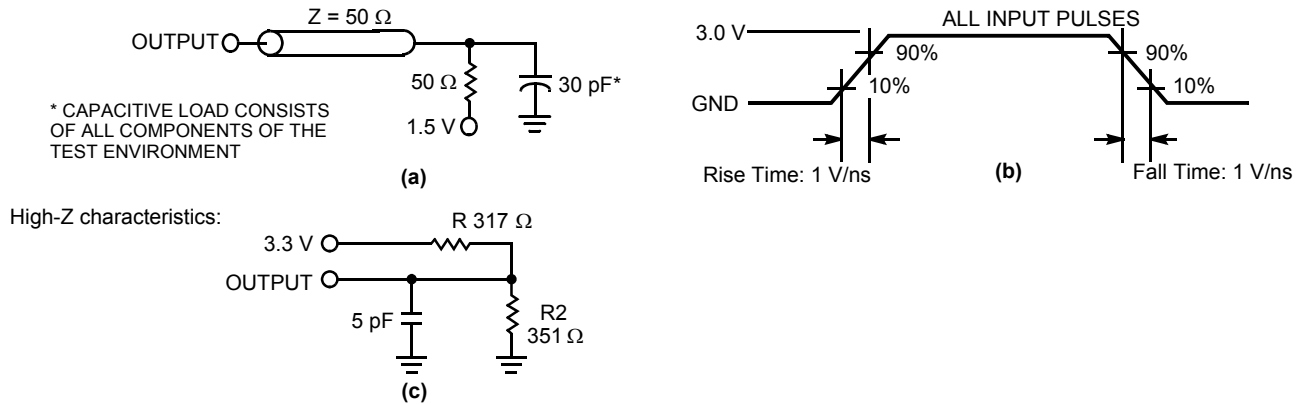 Z = 50 Ω
OUTPUT
50 Ω
30 pF*
1.5 V
* CAPACITIVE LOAD CONSISTS
OF ALL COMPONENTS OF THE
TEST ENVIRONMENT
(a)
ALL INPUT PULSES
3.0 V
90%
10%
GND
90%
10%
Rise Time: 1 V/ns
(b)
Fall Time: 1 V/ns
High-Z characteristics:
R 317 Ω
3.3 V
OUTPUT
5 pF
R2
351 Ω
(c)